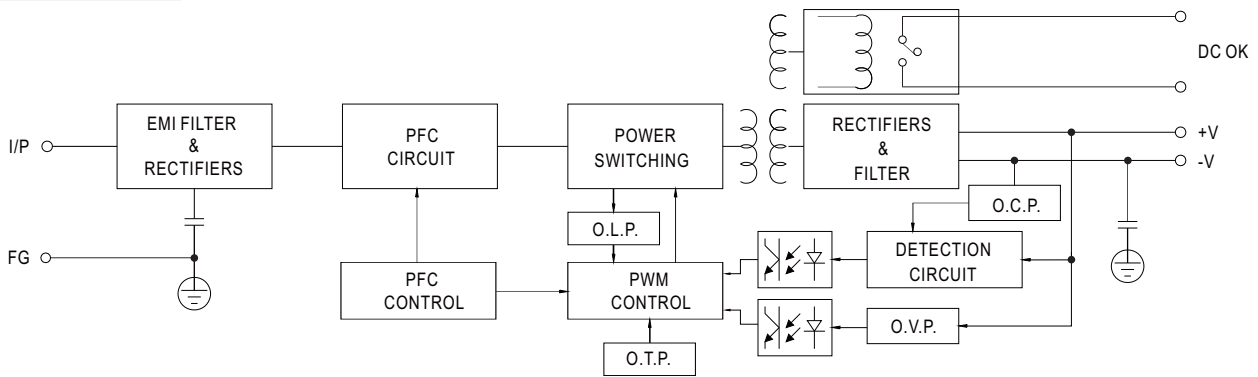 DC OK
I/P
EMI FILTER
&
RECTIFIERS
PFC
CIRCUIT
POWER
SWITCHING
RECTIFIERS
&
FILTER
+V
-V
O.C.P.
O.L.P.
DETECTION
CIRCUIT
FG
PFC
CONTROL
PWM
CONTROL
O.V.P.
O.T.P.